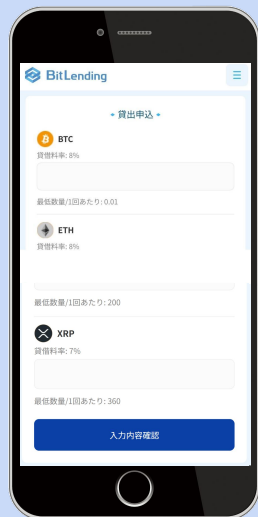 BitLending
貸出申込
BTC
貸借料率: 8%
最低数量/1回あたり: 0.01
ETH
貸借料率: 8%
最低数量/1回あたり: 200
XRP
貸借料率: 7%
最低数量/1回あたり: 360
入力内容確認